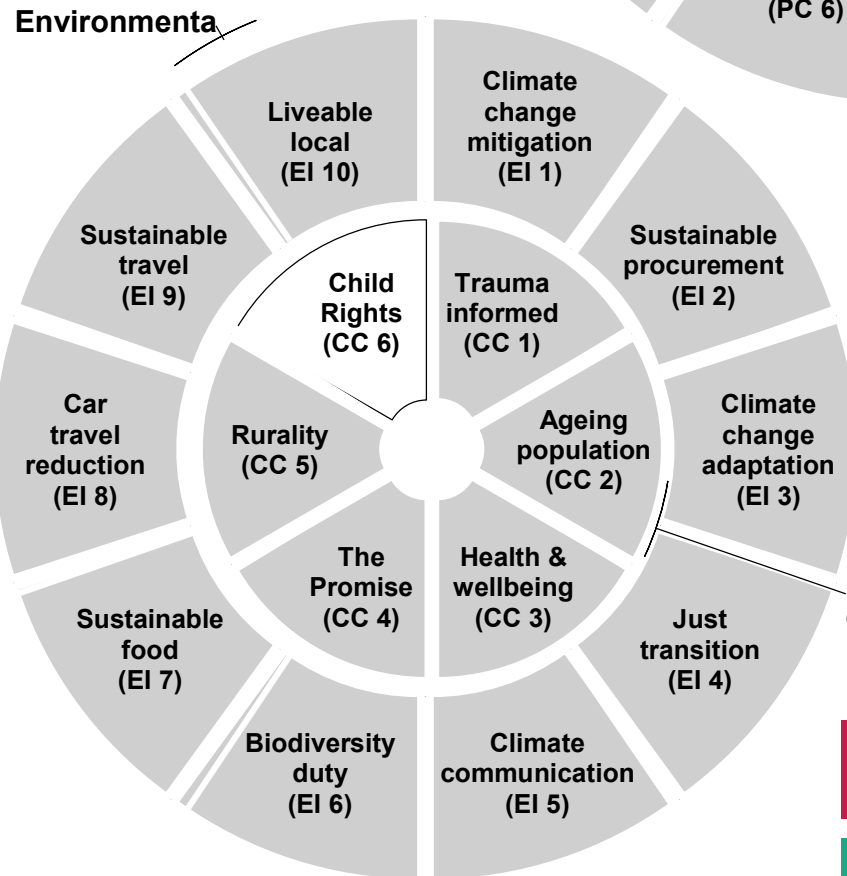 Environmenta
(PC 6)
Climate
change
mitigation
(EI 1)
Sustainable
procurement
(EI 2)
Climate
change
adaptation
(EI 3)
Just
transition
(EI 4)
Climate
communication
(EI 5)
Biodiversity
duty
(EI 6)
Sustainable
food
(EI 7)
Car
travel
reduction
(EI 8)
Sustainable
travel
(EI 9)
Liveable
local
(EI 10)
Trauma
informed
(CC 1)
Ageing
population
(CC 2)
Health &
wellbeing
(CC 3)
The
Promise
(CC 4)
Rurality
(CC 5)
Child
Rights
(CC 6)